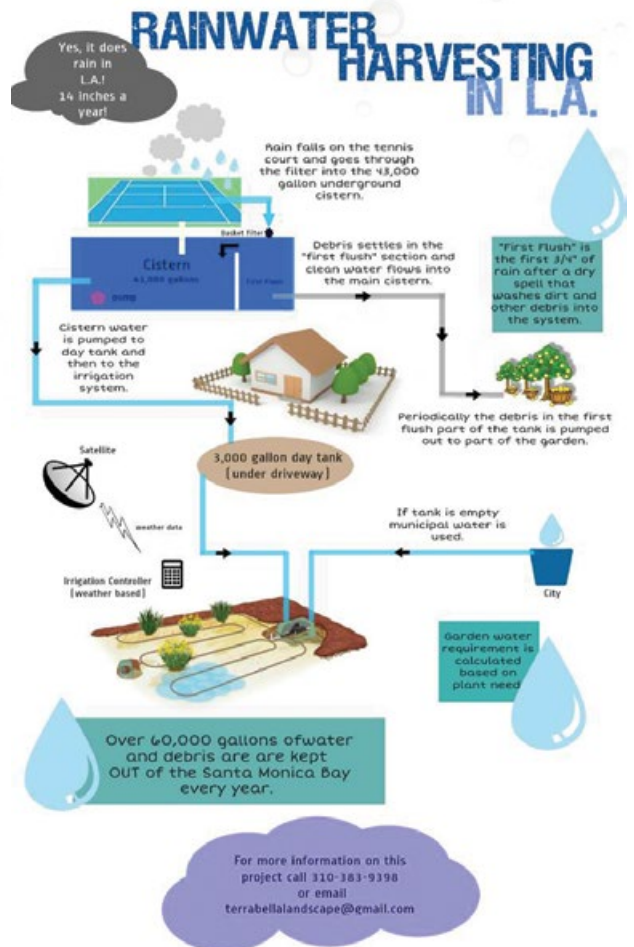 RAINWATER
HARVESTING
IN L.A.
Yes, it does
rain in
L.A.!
14 inches a
year!
Rain falls on the tennis
court and goes through
the filter into the 43,000
gallon underground
cistern.
Basket Filter
Cistern
43,000 gallons
First Flush
pump
Debris settles in the
"first flush" section and
clean water flows into
the main cistern.
"First Flush" is
the first 3/4" of
rain after a dry
spell that
washes dirt and
other debris into
the system.
Cistern water
is pumped to
day tank and
then to the
irrigation
system.
Periodically the debris in the first
flush part of the tank is pumped
out to part of the garden.
3,000 gallon day tank
(under driveway)
Satellite
weather data
If tank is empty
municipal water is
used.
City
Irrigation Controller
(weather based)
Garden water
requirement is
calculated
based on
plant need
Over 60,000 gallons ofwater
and debris are are kept
OUT of the Santa Monica Bay
every year.
For more information on this
project call 310-383-9398
or email
terrabellalandscape@gmail.com